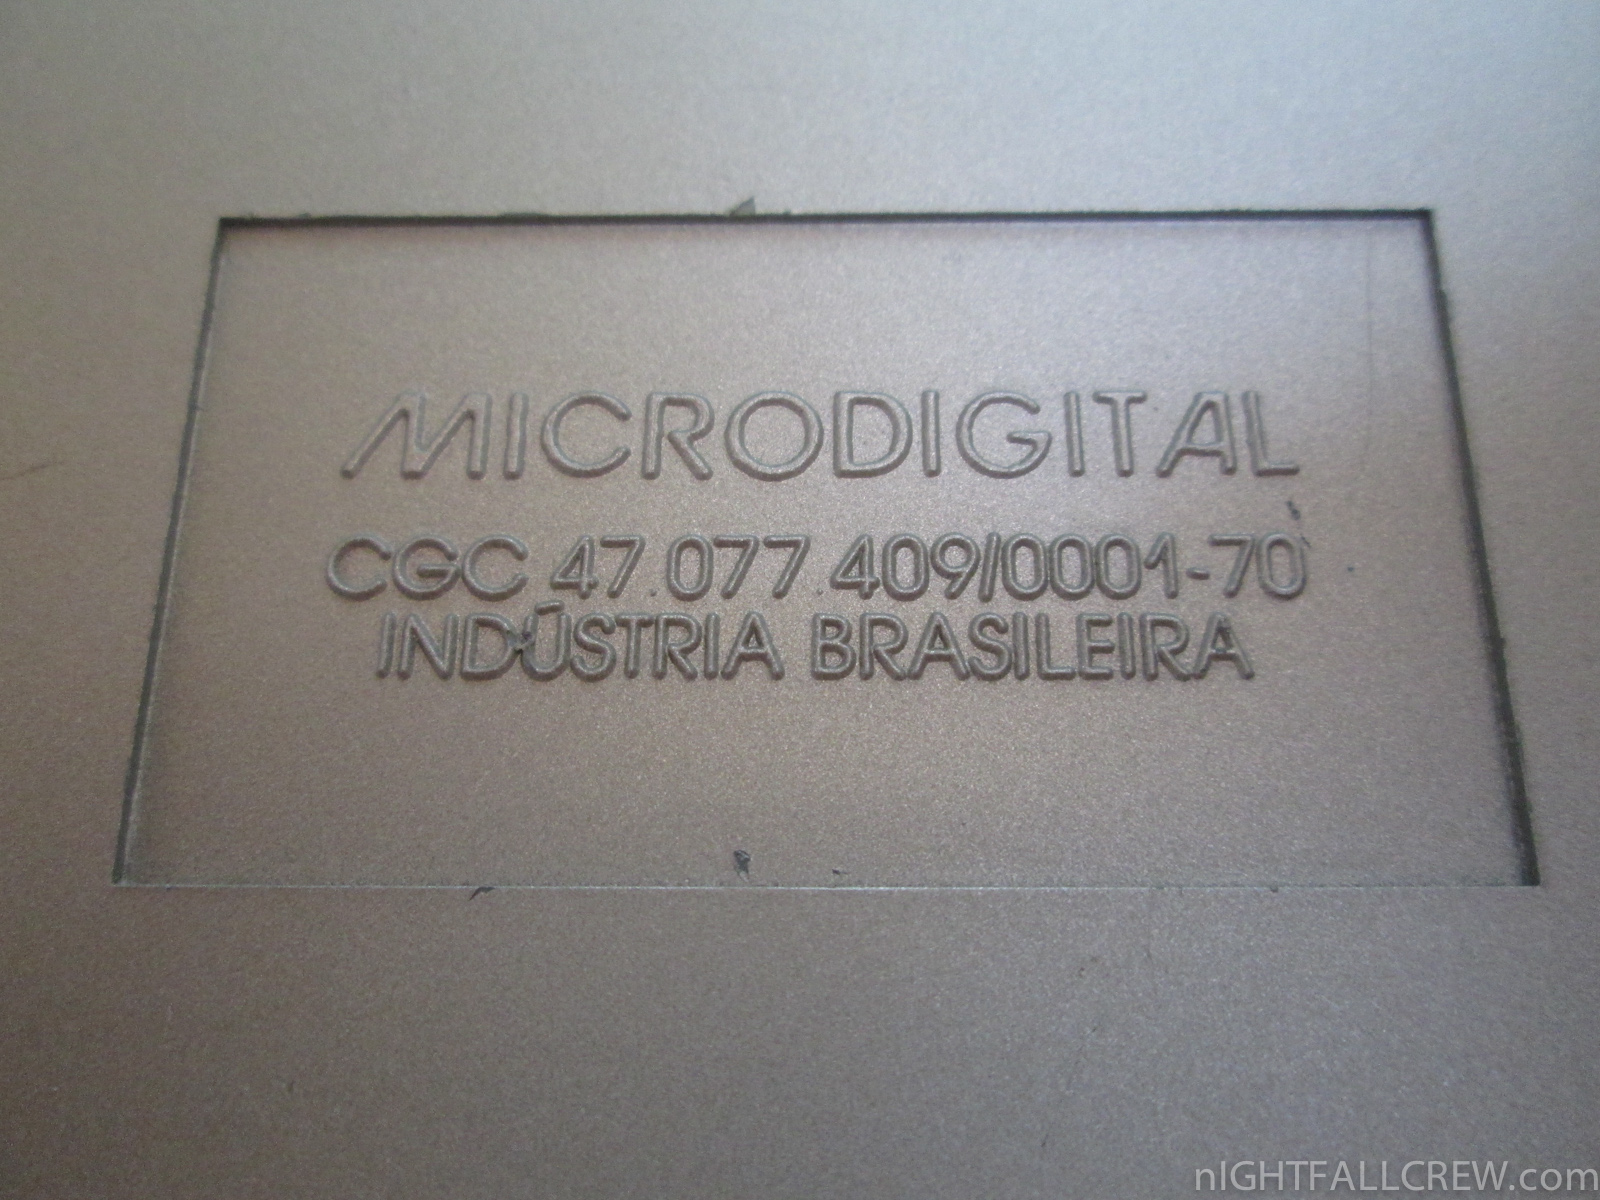 MICRODIGITAL
CGC 47.077.409/0001-70
INDÚSTRIA BRASILEIRA
nIGHTFALLCREW.com